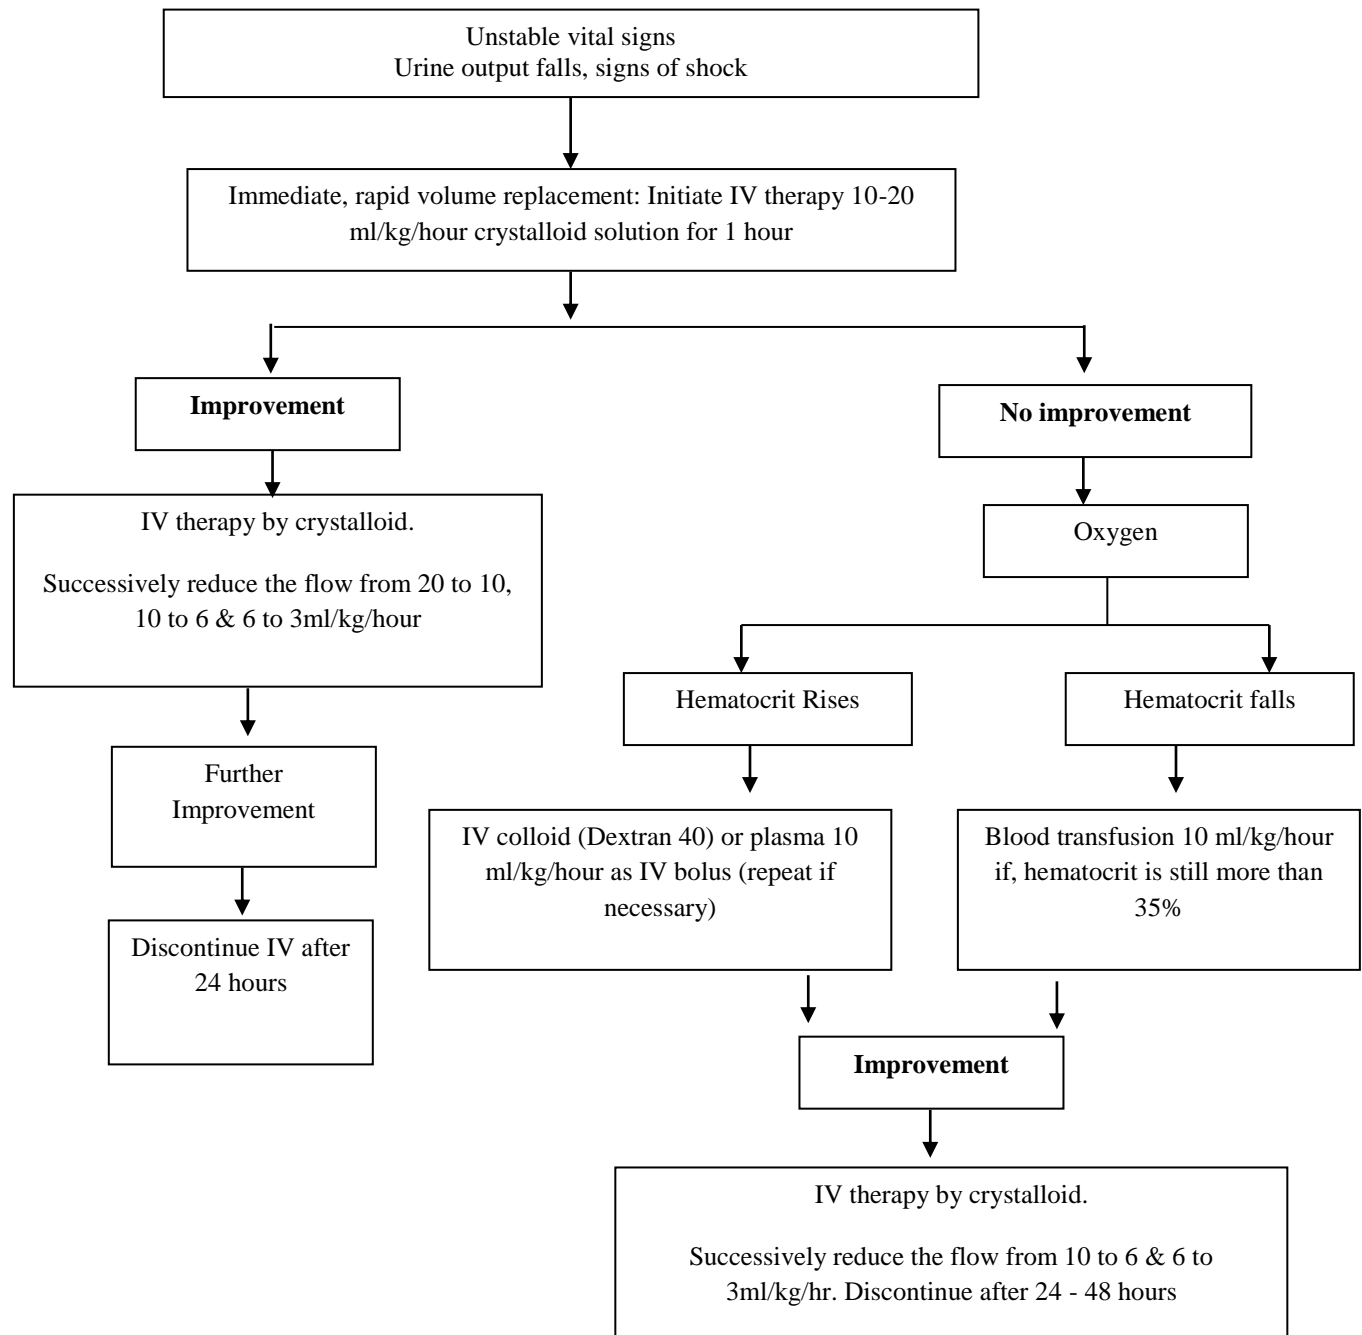 Unstable vital signs
Urine output falls, signs of shock
Immediate, rapid volume replacement: Initiate IV therapy 10-20
ml/kg/hour crystalloid solution for 1 hour
Improvement
No improvement
IV therapy by crystalloid.
Successively reduce the flow from 20 to 10,
10 to 6 & 6 to 3ml/kg/hour
Oxygen
Hematocrit Rises
Hematocrit falls
Further
Improvement
IV colloid (Dextran 40) or plasma 10
ml/kg/hour as IV bolus (repeat if
necessary)
Blood transfusion 10 ml/kg/hour
if, hematocrit is still more than
35%
Discontinue IV after
24 hours
Improvement
IV therapy by crystalloid.
Successively reduce the flow from 10 to 6 & 6 to
3ml/kg/hr. Discontinue after 24 - 48 hours